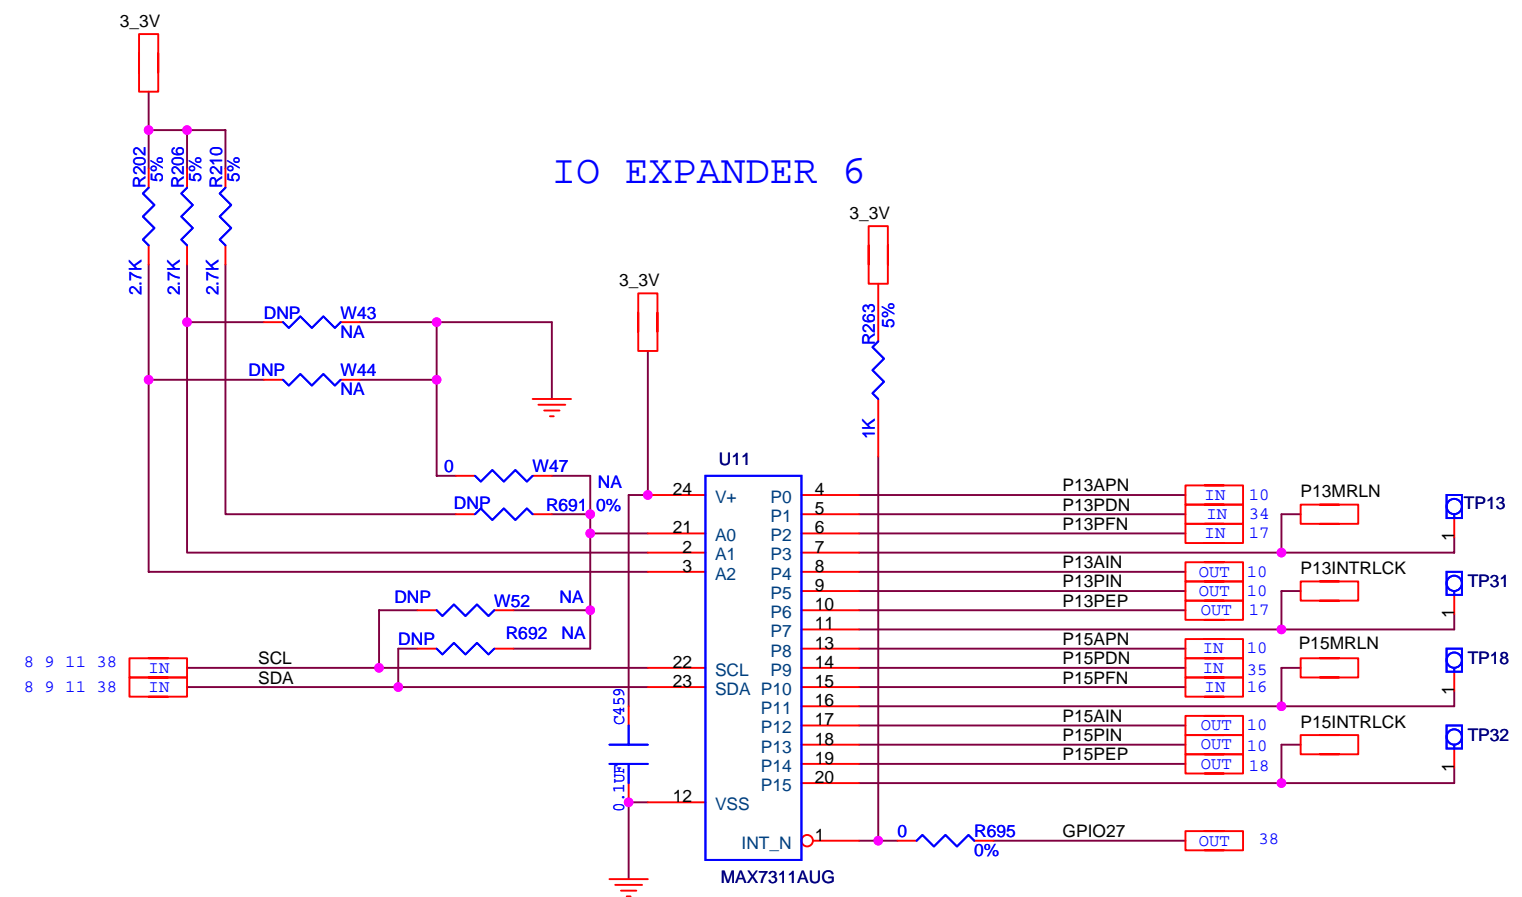 3_3V
IO EXPANDER 6
R202 5% R206 5% R210 5%
2.7K 2.7K 2.7K
3_3V
3_3V
R263 5%
1K
DNP W43
NA
DNP W44
NA
0 W47 NA
DNP R691 0%
DNP W52 NA
DNP R692 NA
8 9 11 38 IN SCL
8 9 11 38 IN SDA
C459
0.1UF
U11
24 V+ P0 4 P13APN IN 10
P1 5 P13PDN IN 34
21 A0 P2 6 P13PFN IN 17
2 A1 P3 7 P13MRLN TP13 1
3 A2 P4 8 P13AIN OUT 10
P5 9 P13PIN OUT 10
P6 10 P13PEP OUT 17
P7 11 P13INTRLCK TP31 1
P8 13 P15APN IN 10
22 SCL P9 14 P15PDN IN 35
23 SDA P10 15 P15PFN IN 16
P11 16 P15MRLN TP18 1
P12 17 P15AIN OUT 10
P13 18 P15PIN OUT 10
P14 19 P15PEP OUT 18
P15 20 P15INTRLCK TP32 1
12 VSS
INT_N 1 0 R695 GPIO27 OUT 38
0%
MAX7311AUG